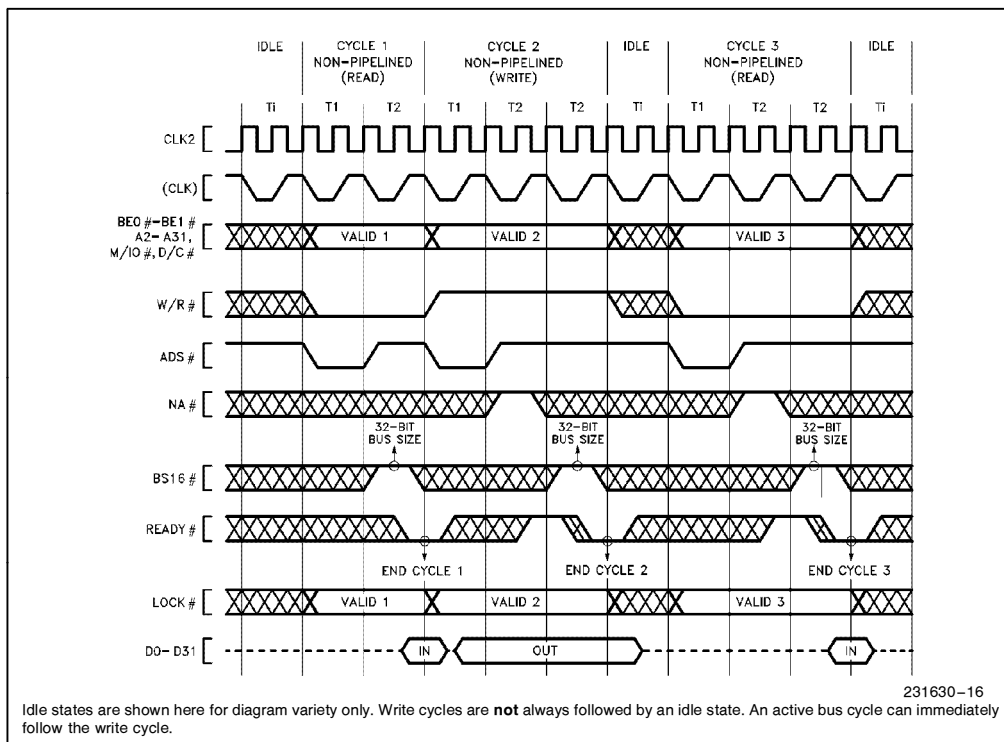 IDLE CYCLE 1 CYCLE 2 IDLE CYCLE 3 IDLE
NON-PIPELINED NON-PIPELINED NON-PIPELINED
(READ) (WRITE) (READ)
Ti T1 T2 T1 T2 T2 Ti T1 T2 T2 Ti
CLK2
(CLK)
BE0#-BE1#
A2-A31, VALID 1 VALID 2 VALID 3
M/IO#,D/C#
W/R#
ADS#
NA#
32-BIT 32-BIT 32-BIT
BUS SIZE BUS SIZE BUS SIZE
BS16#
READY#
END CYCLE 1 END CYCLE 2 END CYCLE 3
LOCK# VALID 1 VALID 2 VALID 3
D0-D31 IN OUT IN
231630-16
Idle states are shown here for diagram variety only. Write cycles are not always followed by an idle state. An active bus cycle can immediately
follow the write cycle.